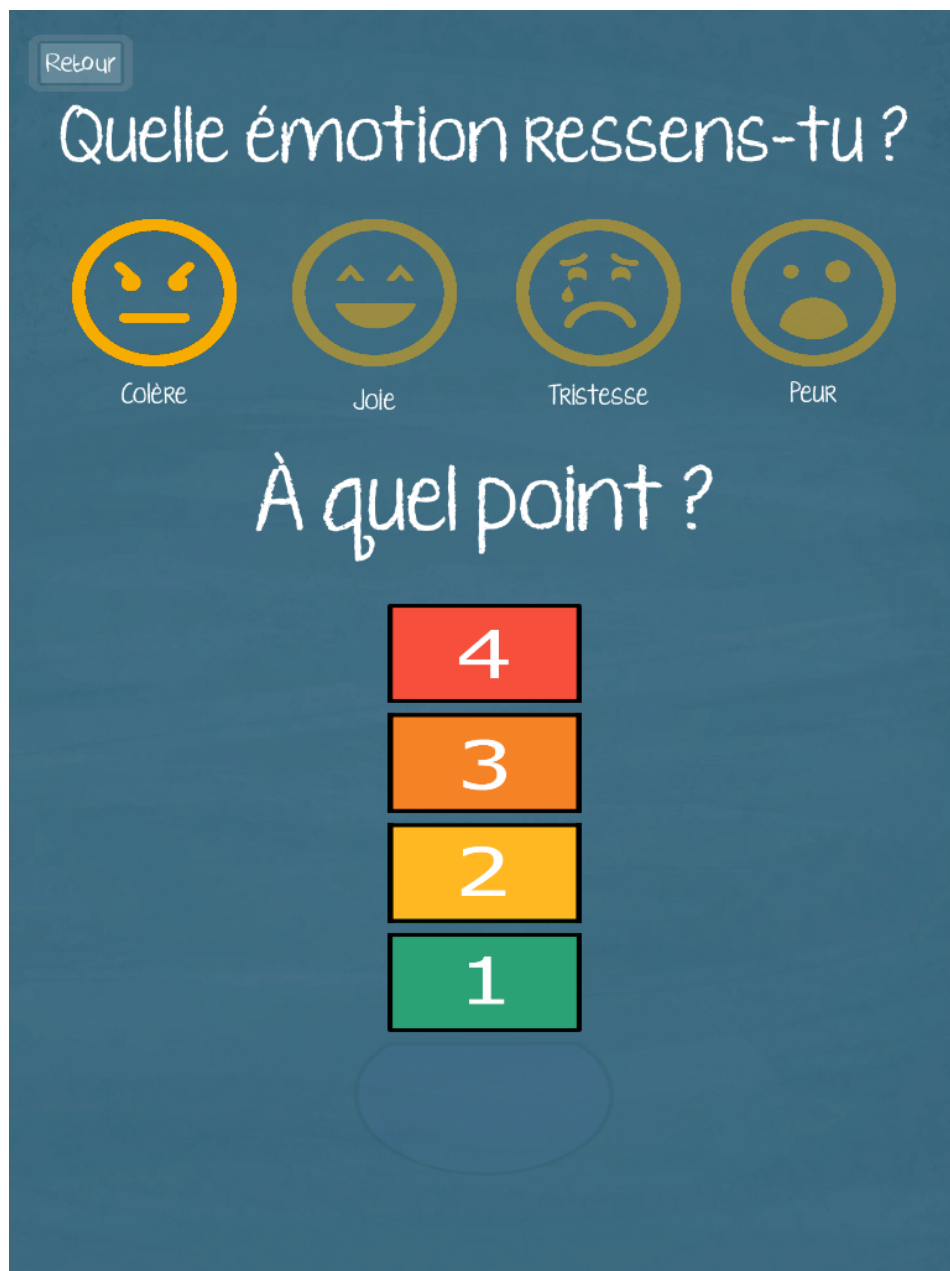 Retour
Quelle émotion Ressens-tu ?
Colère Joie Tristesse Peur
À quel point ?
4
3
2
1